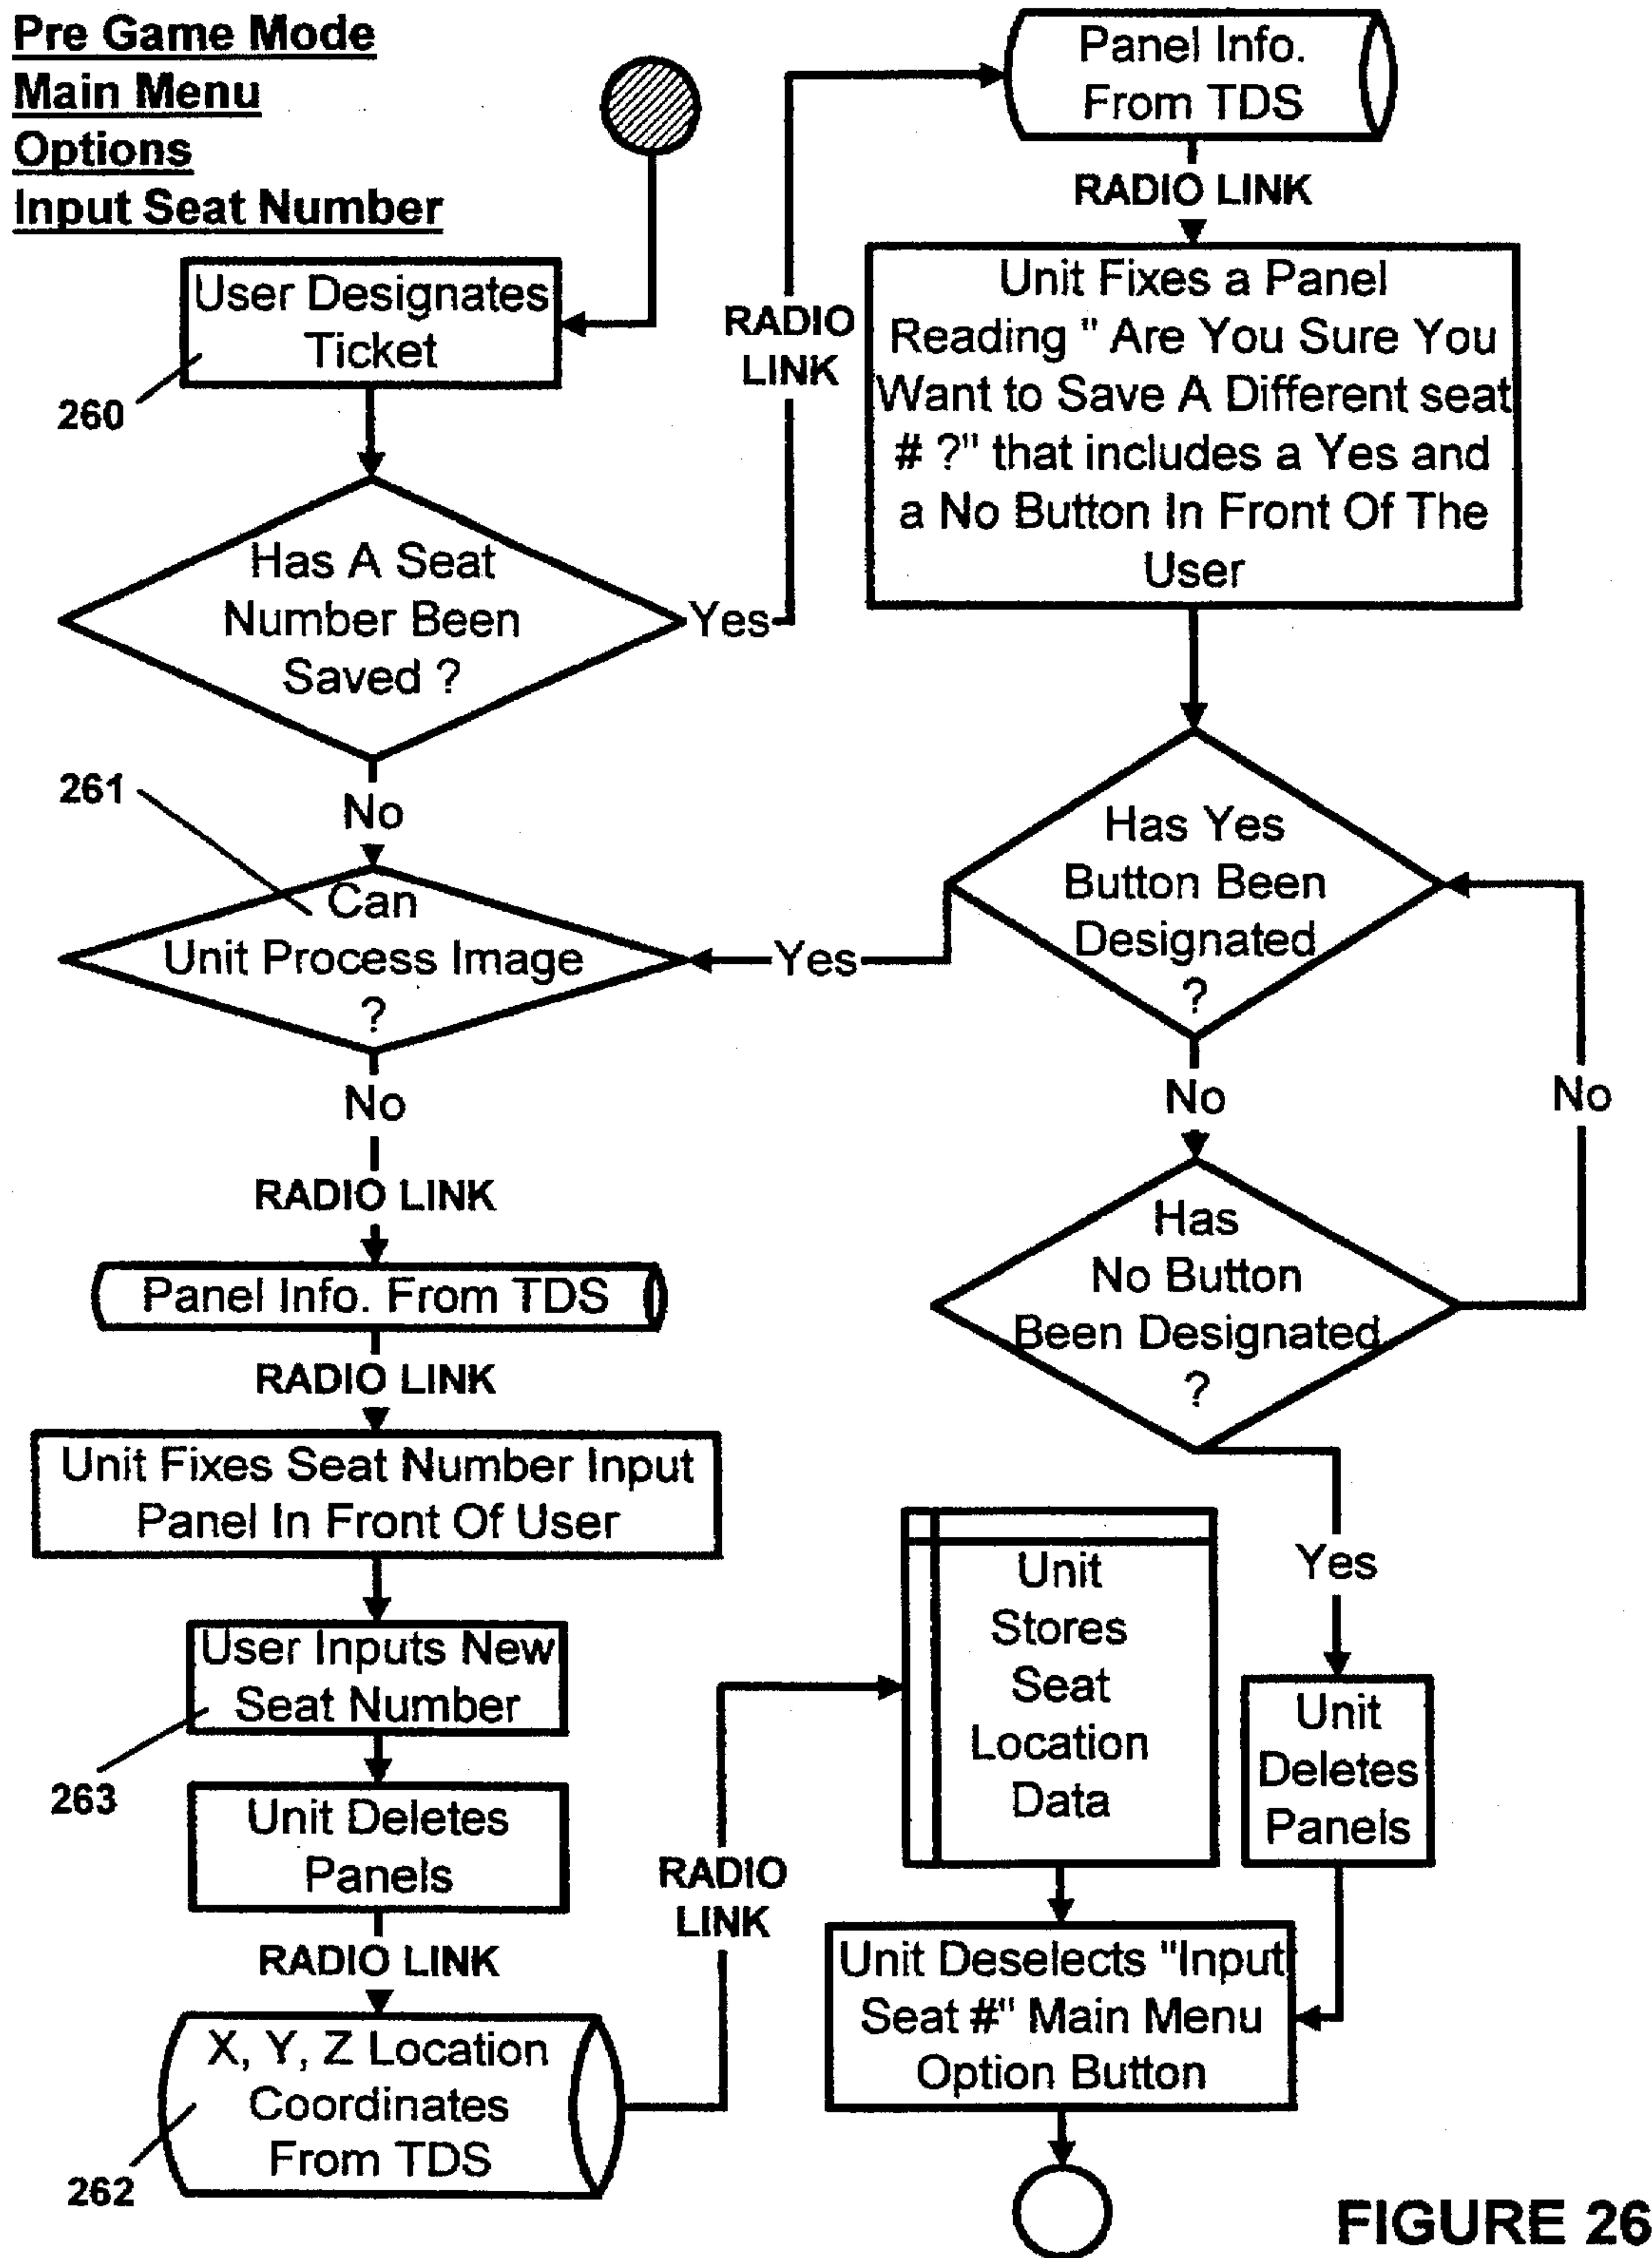 Pre Game Mode
Main Menu
Options
Input Seat Number
User Designates
Ticket
260
Has A Seat
Number Been
Saved ?
Yes
RADIO
LINK
Panel Info.
From TDS
RADIO LINK
Unit Fixes a Panel
Reading " Are You Sure You
Want to Save A Different seat
# ?" that includes a Yes and
a No Button In Front Of The
User
Has Yes
Button Been
Designated
?
Yes
No
No
Has
No Button
Been Designated
?
Yes
Unit
Deletes
Panels
No
261
Can
Unit Process Image
?
No
RADIO LINK
Panel Info. From TDS
RADIO LINK
Unit Fixes Seat Number Input
Panel In Front Of User
User Inputs New
Seat Number
263
Unit Deletes
Panels
RADIO LINK
X, Y, Z Location
Coordinates
From TDS
262
RADIO
LINK
Unit
Stores
Seat
Location
Data
Unit Deselects "Input
Seat #" Main Menu
Option Button
FIGURE 26